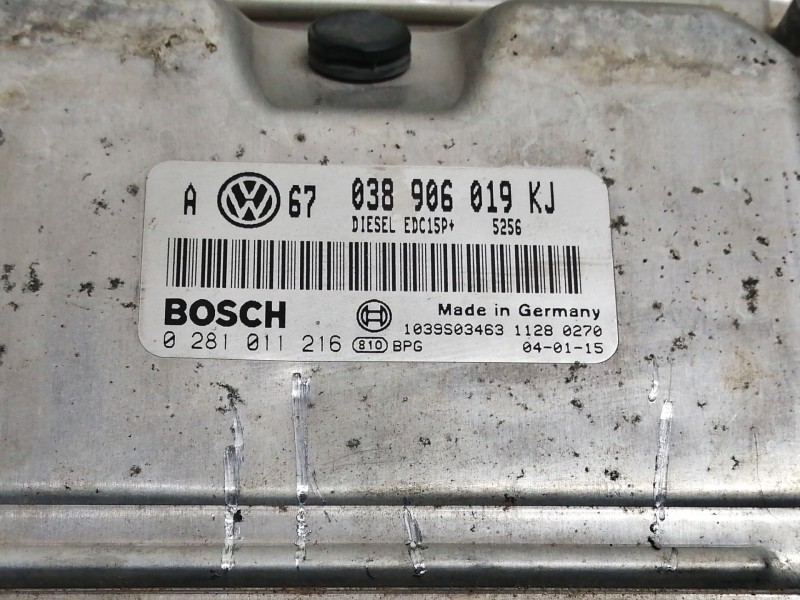 A VW 67 038 906 019 KJ
DIESEL EDC15P+ 5256
BOSCH Made in Germany
1039S03463 1128 0270
0 281 011 216 810 BPG 04-01-15